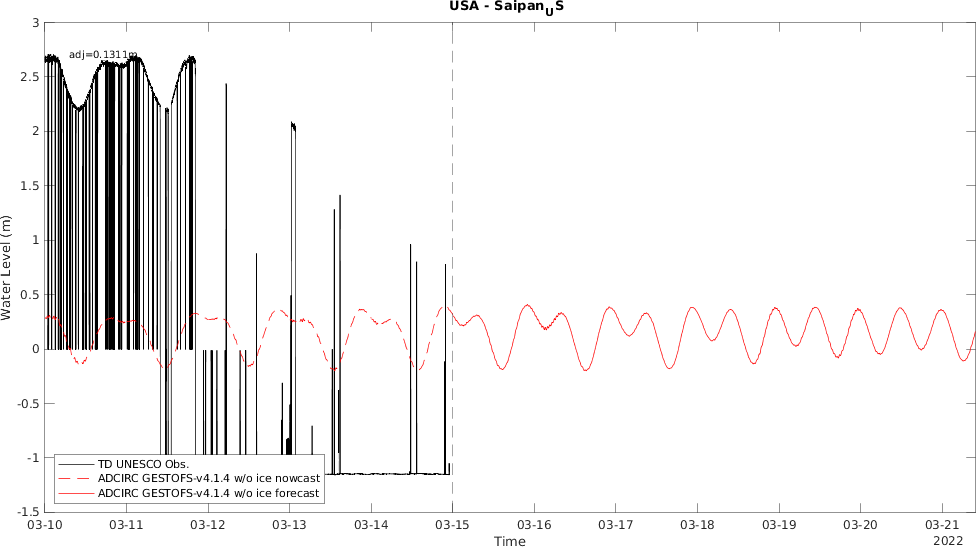 USA - Saipan_US
3
adj=0.1311m
2.5
2
1.5
1
0.5
0
-0.5
-1
-1.5
Water Level (m)
TD UNESCO Obs.
ADCIRC GESTOFS-v4.1.4 w/o ice nowcast
ADCIRC GESTOFS-v4.1.4 w/o ice forecast
03-10 03-11 03-12 03-13 03-14 03-15 03-16 03-17 03-18 03-19 03-20 03-21
Time
2022